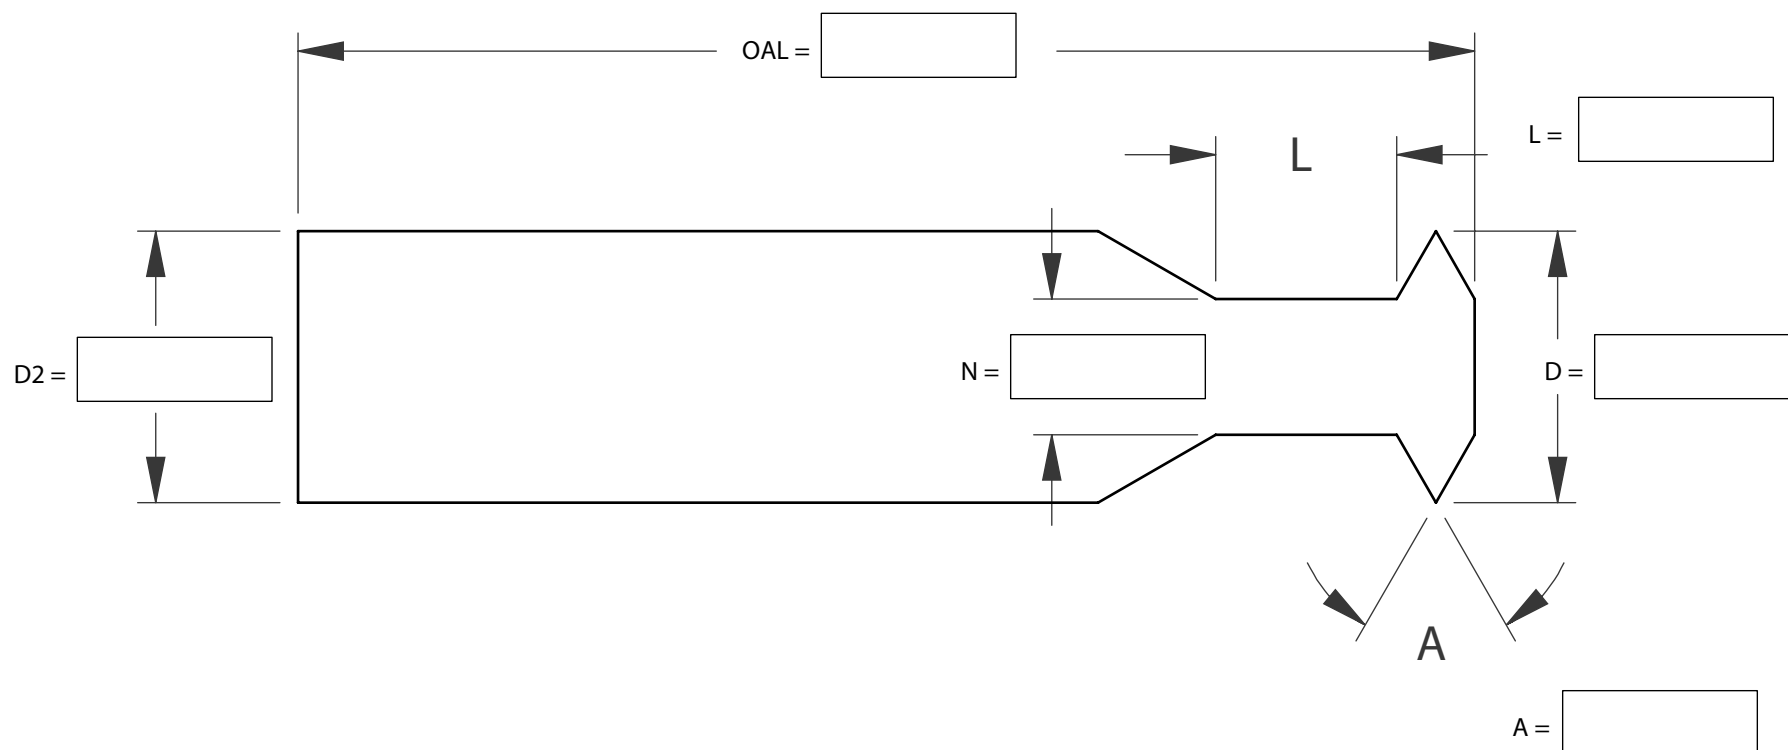 OAL =
L =
L
D2 =
N =
D =
A
A =